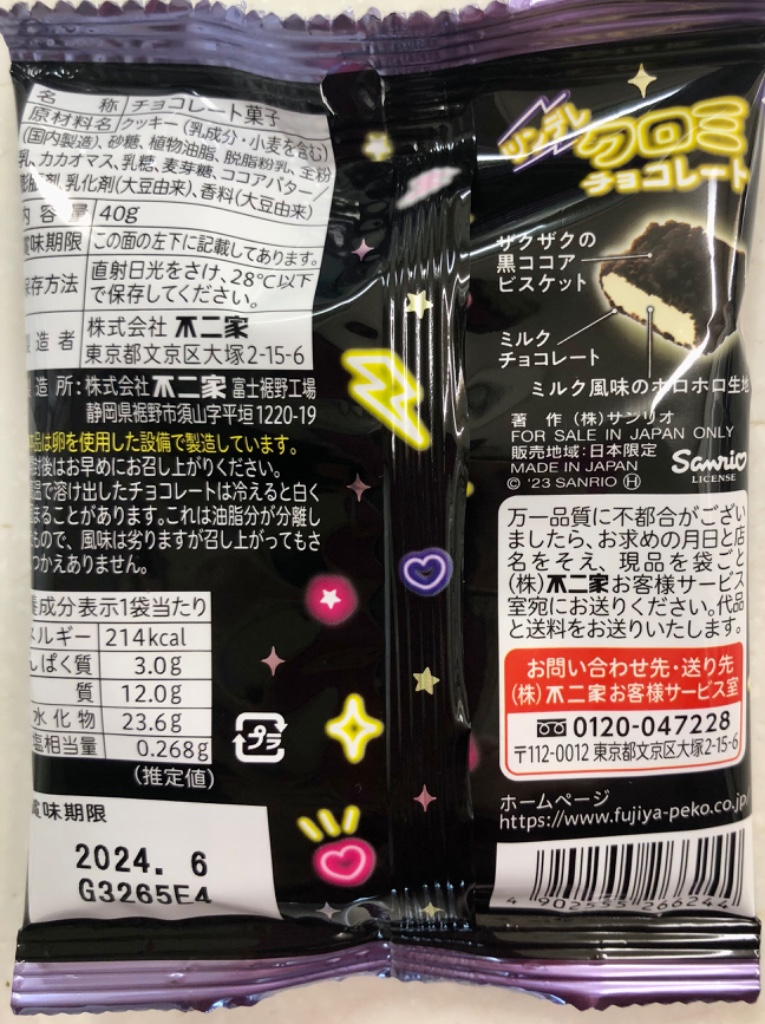 名 称 チョコレート菓子
原材料名 クッキー(乳成分・小麦を含む)
(国内製造)、砂糖、植物油脂、脱脂粉乳、全粉
乳、カカオマス、乳糖、麦芽糖、ココアバター/
膨脹剤、乳化剤(大豆由来)、香料(大豆由来)
内容量 40g
賞味期限 この面の左下に記載してあります。
保存方法 直射日光をさけ、28℃以下
で保存してください。
製造者 株式会社 不二家
東京都文京区大塚2-15-6
造 所:株式会社 不二家 富士裾野工場
静岡県裾野市須山字平垣1220-19
品は卵を使用した設備で製造しています。
封後はお早めにお召し上がりください。
温で溶け出したチョコレートは冷えると白く
まることがあります。これは油脂分が分離し
もので、風味は劣りますが召し上がってもさ
つかえありません。
養成分表示1袋当たり
ネルギー 214kcal
んぱく質 3.0g
質 12.0g
水化物 23.6g
塩相当量 0.268g
(推定値)
プラ
賞味期限
2024. 6
G3265E4
ツンデレ
クロミ
チョコレート
ザクザクの
黒ココア
ビスケット
ミルク
チョコレート
ミルク風味のホロホロ生地
著 作 (株)サンリオ
FOR SALE IN JAPAN ONLY
販売地域:日本限定
MADE IN JAPAN
© '23 SANRIO Ⓗ
Sanrio
LICENSE
万一品質に不都合がござい
ましたら、お求めの月日と店
名をそえ、現品を袋ごと
(株)不二家お客様サービス
室宛にお送りください。代品
と送料をお送りいたします。
お問い合わせ先・送り先
(株)不二家お客様サービス室
0120-047228
〒112-0012 東京都文京区大塚2-15-6
ホームページ
https://www.fujiya-peko.co.jp
4 902555 266244